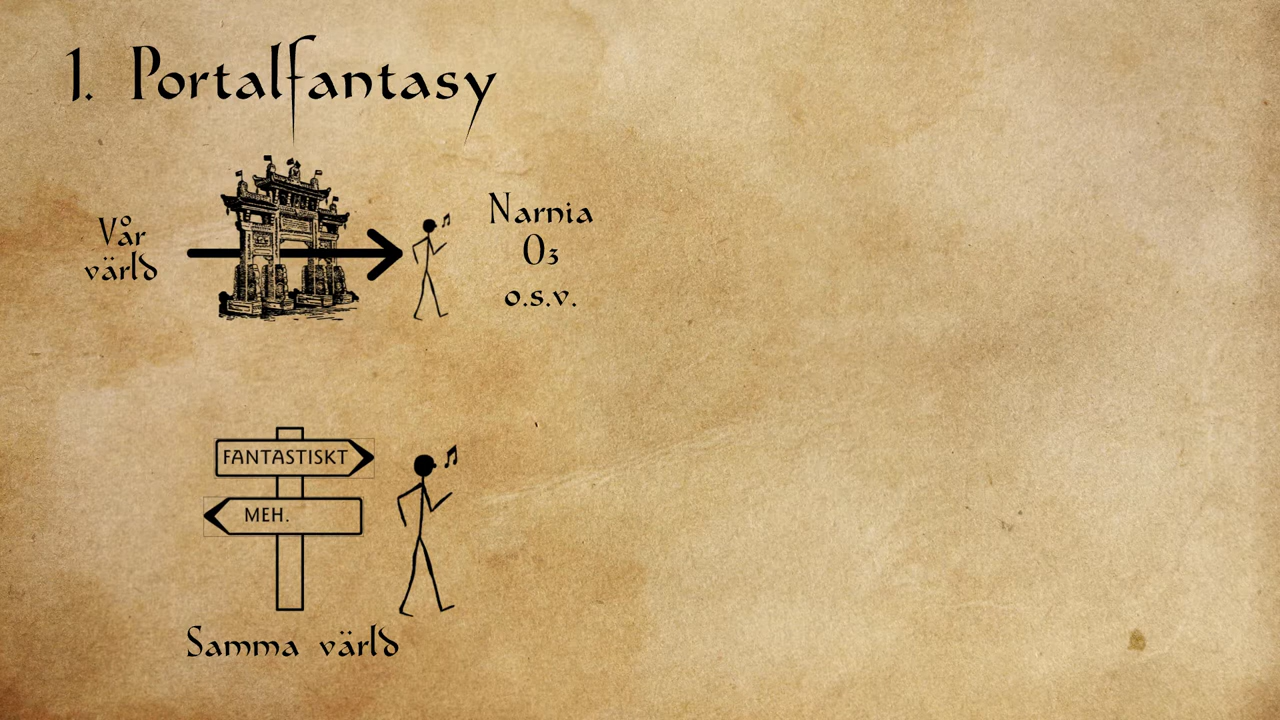 1. Portalfantasy
Vår
värld
Narnia
Oz
o.s.v.
FANTASTISKT
MEH.
Samma värld